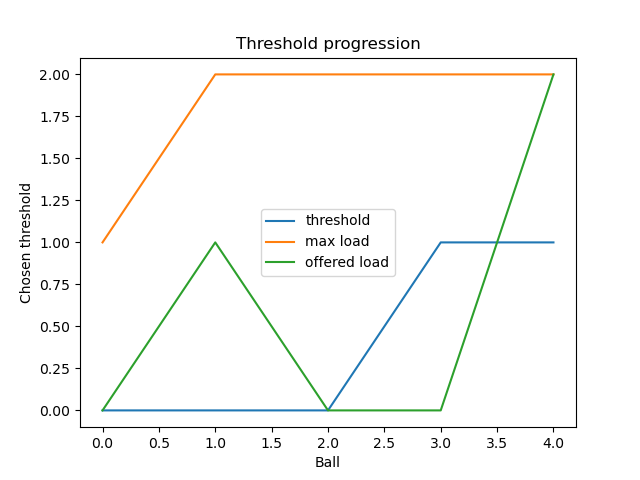 Threshold progression
Chosen threshold
2.00
1.75
1.50
1.25
1.00
0.75
0.50
0.25
0.00
threshold
max load
offered load
0.0 0.5 1.0 1.5 2.0 2.5 3.0 3.5 4.0
Ball